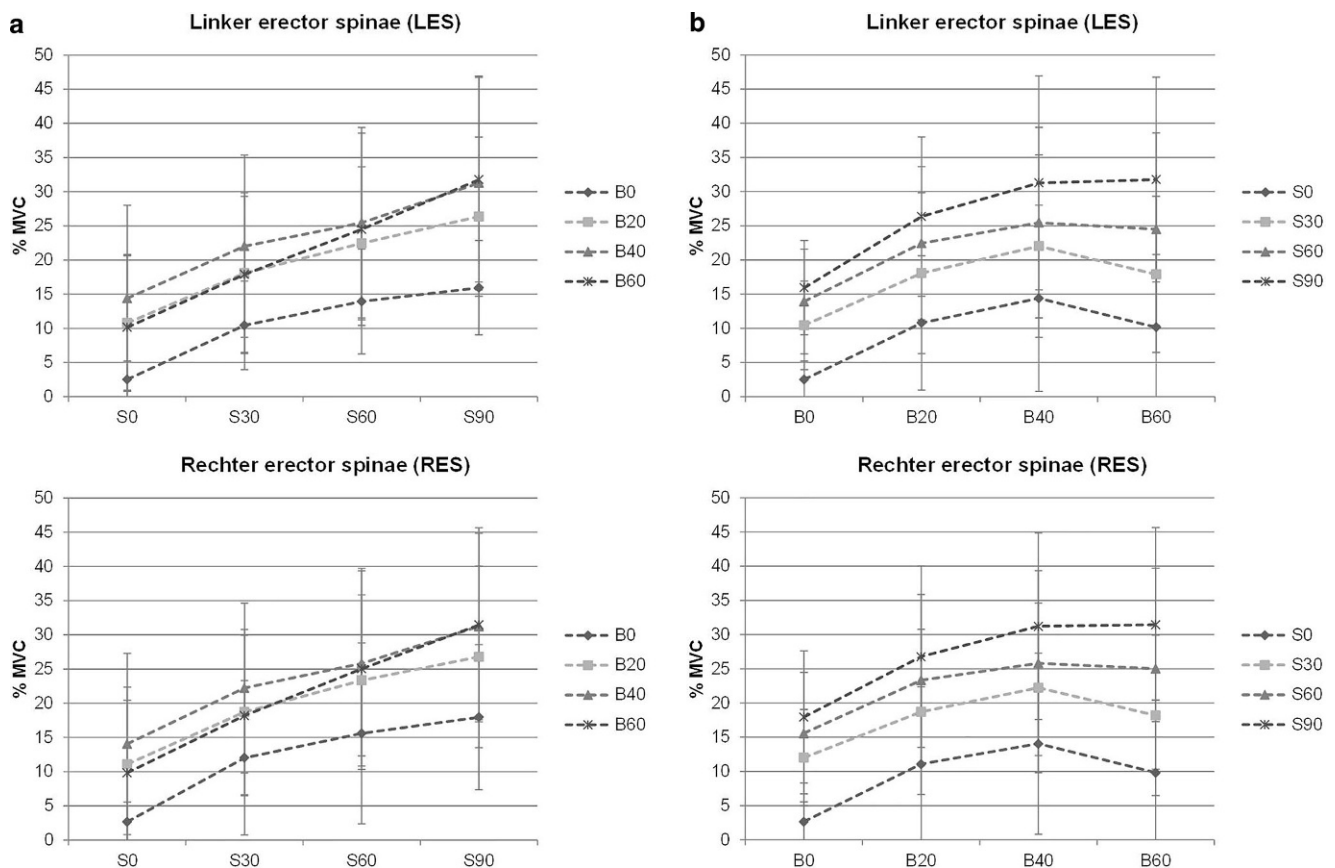 a
Linker erector spinae (LES)
% MVC
50
45
40
35
30
25
20
15
10
5
0
S0 S30 S60 S90
B0
B20
B40
B60
b
Linker erector spinae (LES)
% MVC
50
45
40
35
30
25
20
15
10
5
0
B0 B20 B40 B60
S0
S30
S60
S90
Rechter erector spinae (RES)
% MVC
50
45
40
35
30
25
20
15
10
5
0
S0 S30 S60 S90
B0
B20
B40
B60
Rechter erector spinae (RES)
% MVC
50
45
40
35
30
25
20
15
10
5
0
B0 B20 B40 B60
S0
S30
S60
S90